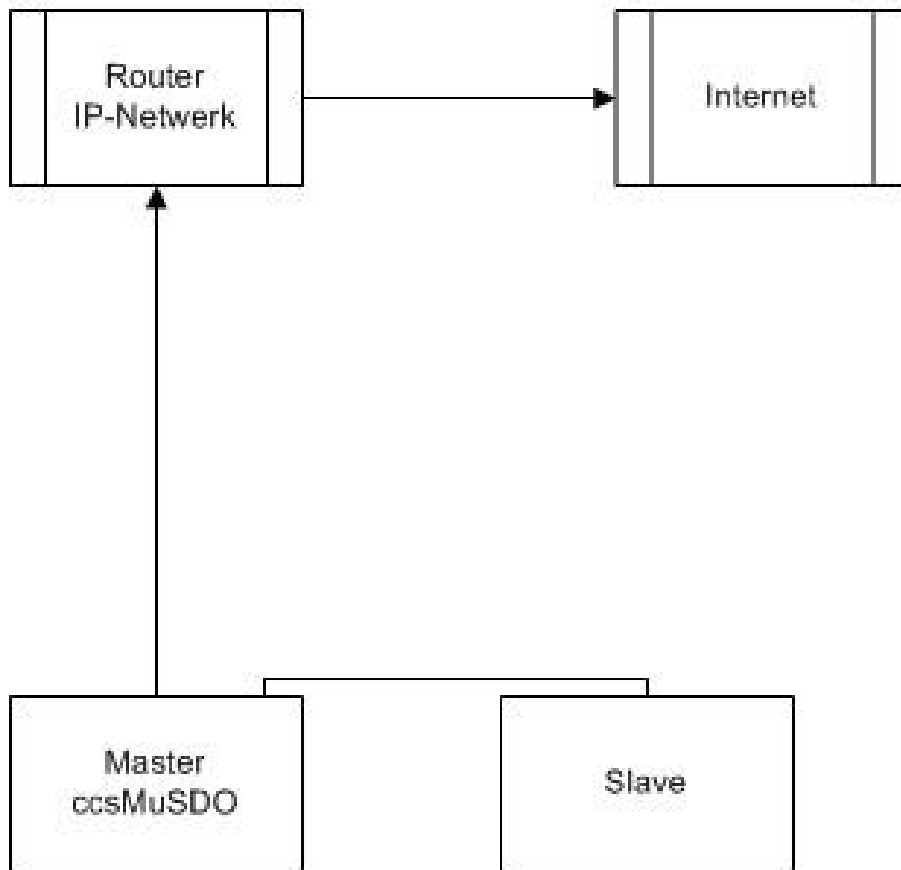 Router
IP-Netwerk
Internet
Master
ccsMuSDO
Slave